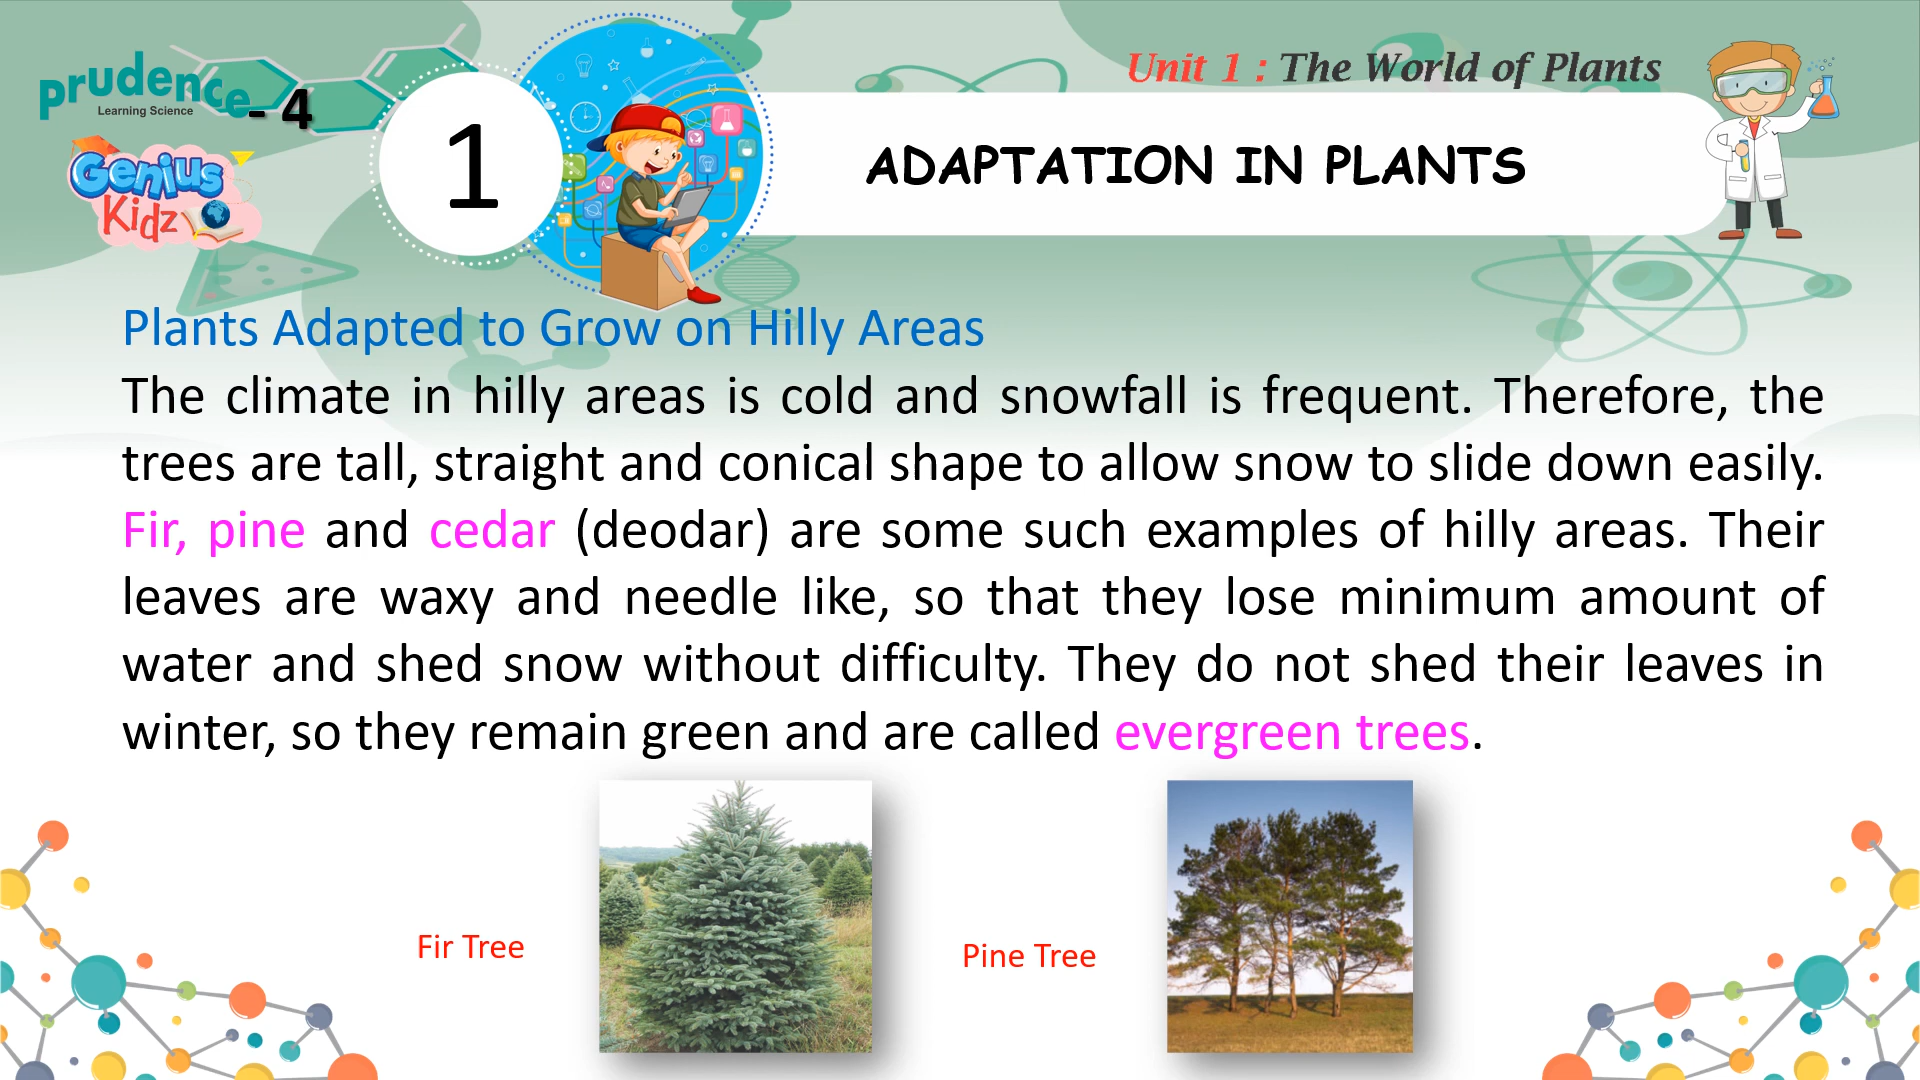 prudence - 4
Learning Science
Genius
Kidz
1
Unit 1 : The World of Plants
ADAPTATION IN PLANTS
Plants Adapted to Grow on Hilly Areas
The climate in hilly areas is cold and snowfall is frequent. Therefore, the
trees are tall, straight and conical shape to allow snow to slide down easily.
Fir, pine and cedar (deodar) are some such examples of hilly areas. Their
leaves are waxy and needle like, so that they lose minimum amount of
water and shed snow without difficulty. They do not shed their leaves in
winter, so they remain green and are called evergreen trees.
Fir Tree
Pine Tree